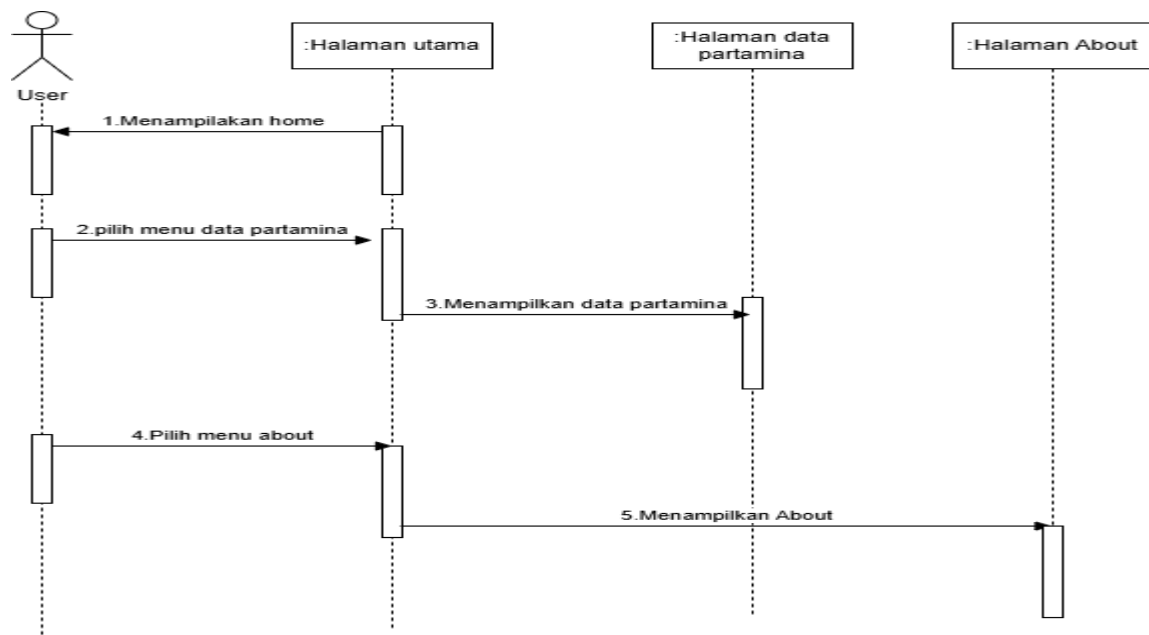 :Halaman utama
:Halaman data
partamina
:Halaman About
User
1.Menampilakan home
2.pilih menu data partamina
3.Menampilkan data partamina
4.Pilih menu about
5.Menampilkan About